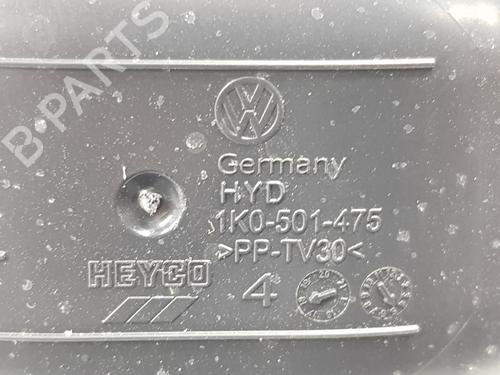 B-PARTS
Germany
HYD
1K0-501-475
>PP-TV30<
HEYCO
4